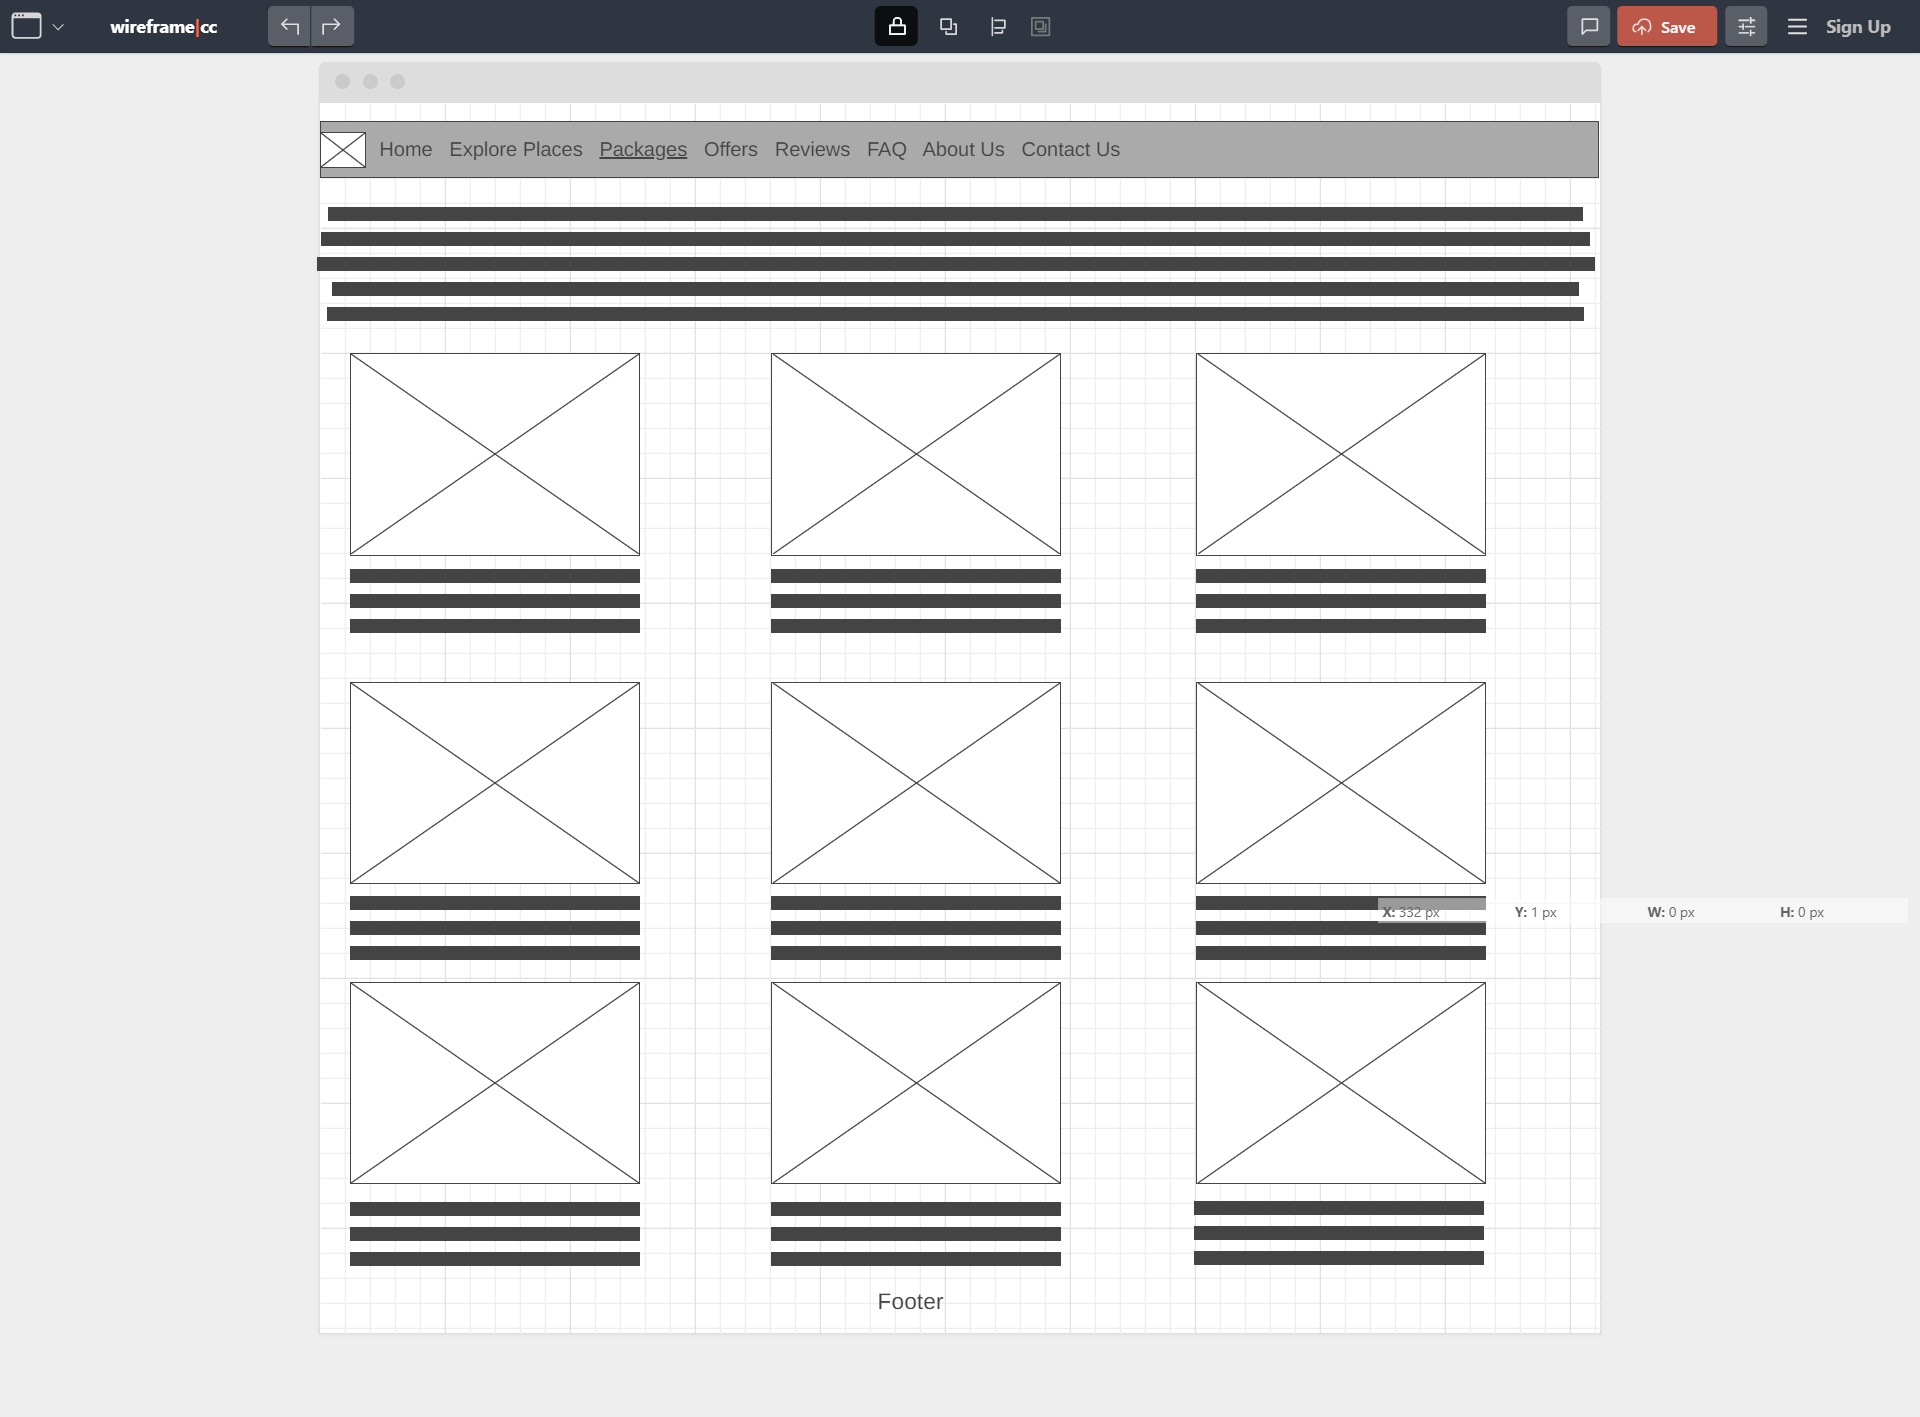 wireframe|cc
Save
Sign Up
Home Explore Places Packages Offers Reviews FAQ About Us Contact Us
X: 332 px Y: 1 px W: 0 px H: 0 px
Footer